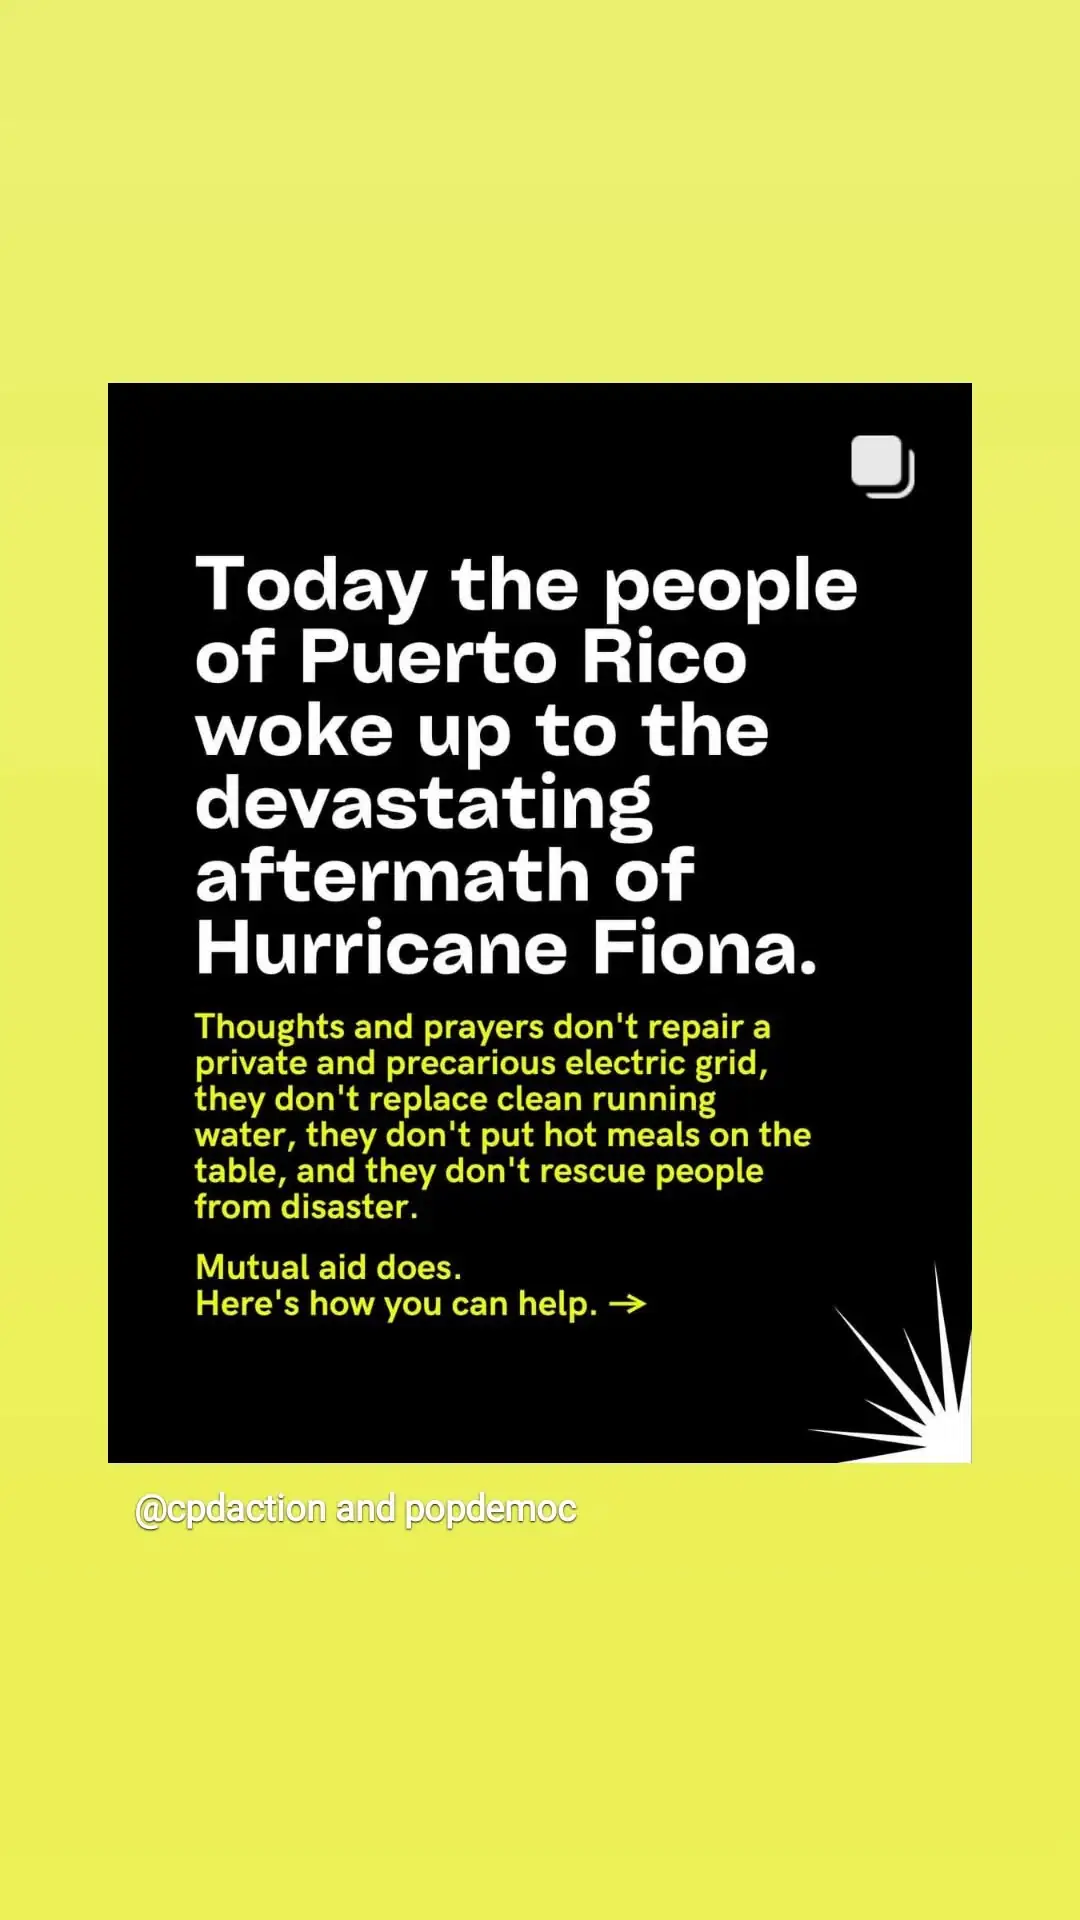 Today the people
of Puerto Rico
woke up to the
devastating
aftermath of
Hurricane Fiona.
Thoughts and prayers don't repair a
private and precarious electric grid,
they don't replace clean running
water, they don't put hot meals on the
table, and they don't rescue people
from disaster.
Mutual aid does.
Here's how you can help. →
@cpdaction and popdemoc